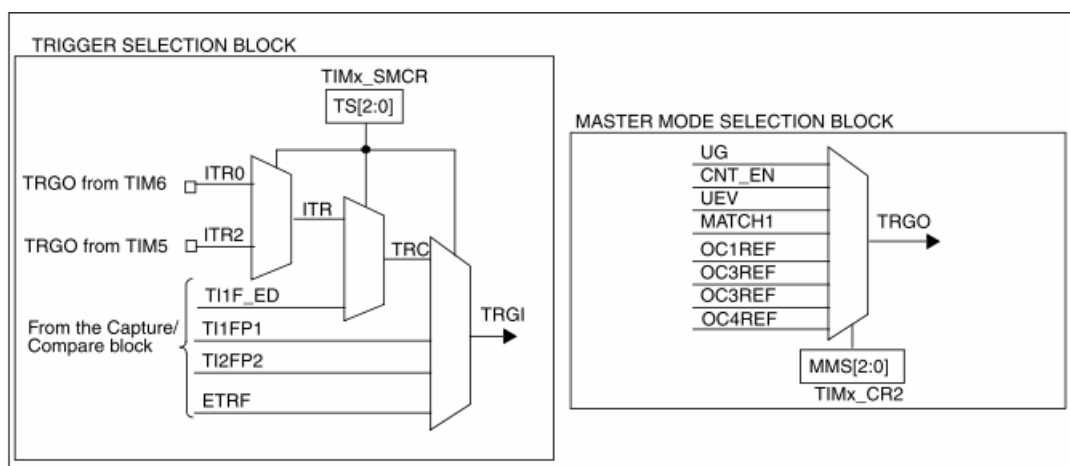 TRIGGER SELECTION BLOCK
TIMx_SMCR
TS[2:0]
TRGO from TIM6
ITR0
ITR
TRGO from TIM5
ITR2
TRC
TI1F_ED
TRGI
From the Capture/
Compare block
TI1FP1
TI2FP2
ETRF
MASTER MODE SELECTION BLOCK
UG
CNT_EN
UEV
MATCH1
TRGO
OC1REF
OC3REF
OC3REF
OC4REF
MMS[2:0]
TIMx_CR2